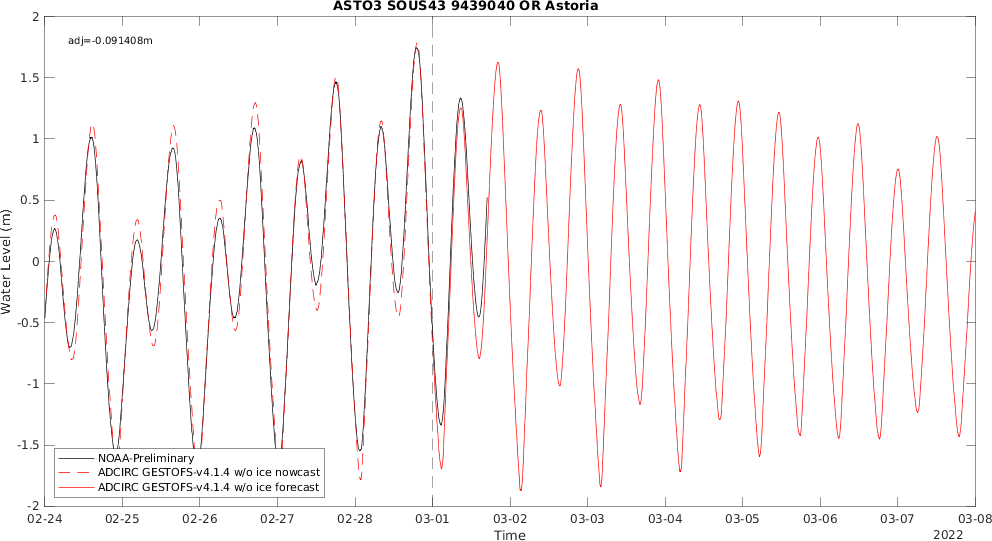 ASTO3 SOUS43 9439040 OR Astoria
adj=-0.091408m
2
1.5
1
0.5
0
-0.5
-1
-1.5
-2
Water Level (m)
NOAA-Preliminary
ADCIRC GESTOFS-v4.1.4 w/o ice nowcast
ADCIRC GESTOFS-v4.1.4 w/o ice forecast
02-24 02-25 02-26 02-27 02-28 03-01 03-02 03-03 03-04 03-05 03-06 03-07 03-08
Time
2022